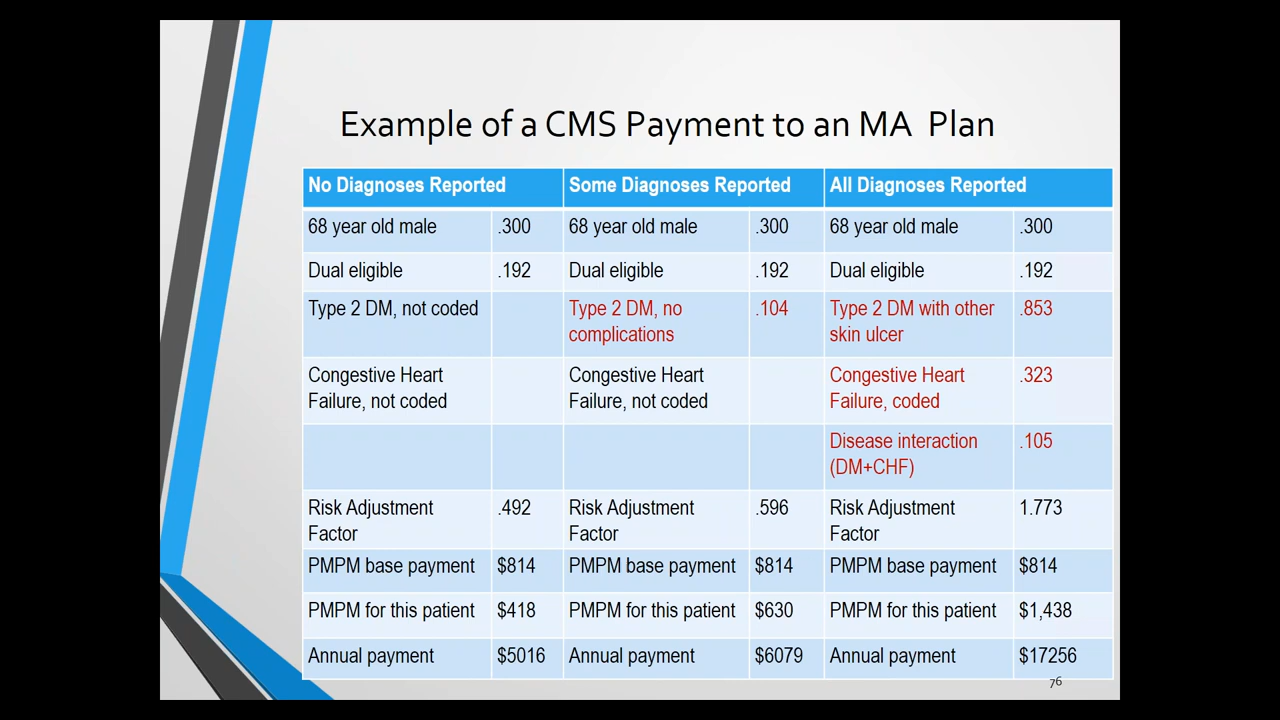 Example of a CMS Payment to an MA Plan
No Diagnoses Reported Some Diagnoses Reported All Diagnoses Reported
68 year old male .300 68 year old male .300 68 year old male .300
Dual eligible .192 Dual eligible .192 Dual eligible .192
Type 2 DM, not coded Type 2 DM, no .104 Type 2 DM with other .853
complications skin ulcer
Congestive Heart Congestive Heart Congestive Heart .323
Failure, not coded Failure, not coded Failure, coded
Disease interaction .105
(DM+CHF)
Risk Adjustment .492 Risk Adjustment .596 Risk Adjustment 1.773
Factor Factor Factor
PMPM base payment $814 PMPM base payment $814 PMPM base payment $814
PMPM for this patient $418 PMPM for this patient $630 PMPM for this patient $1,438
Annual payment $5016 Annual payment $6079 Annual payment $17256
76